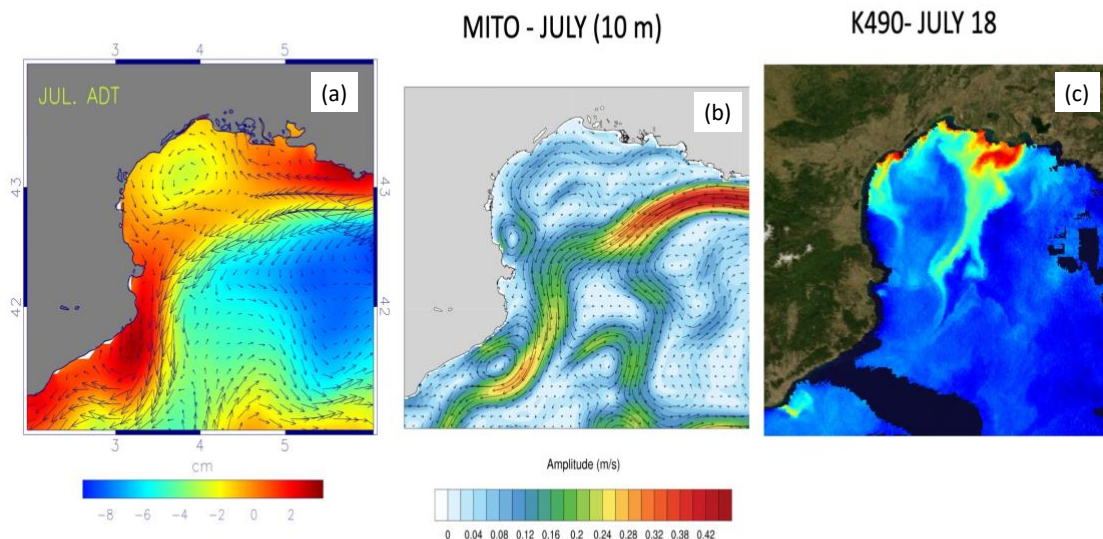 MITO - JULY (10 m)
K490- JULY 18
3 4 5
JUL. ADT
(a)
(b)
(c)
43
43
42
42
3 4 5
cm
-8 -6 -4 -2 0 2
Amplitude (m/s)
0 0.04 0.08 0.12 0.16 0.2 0.24 0.28 0.32 0.38 0.42